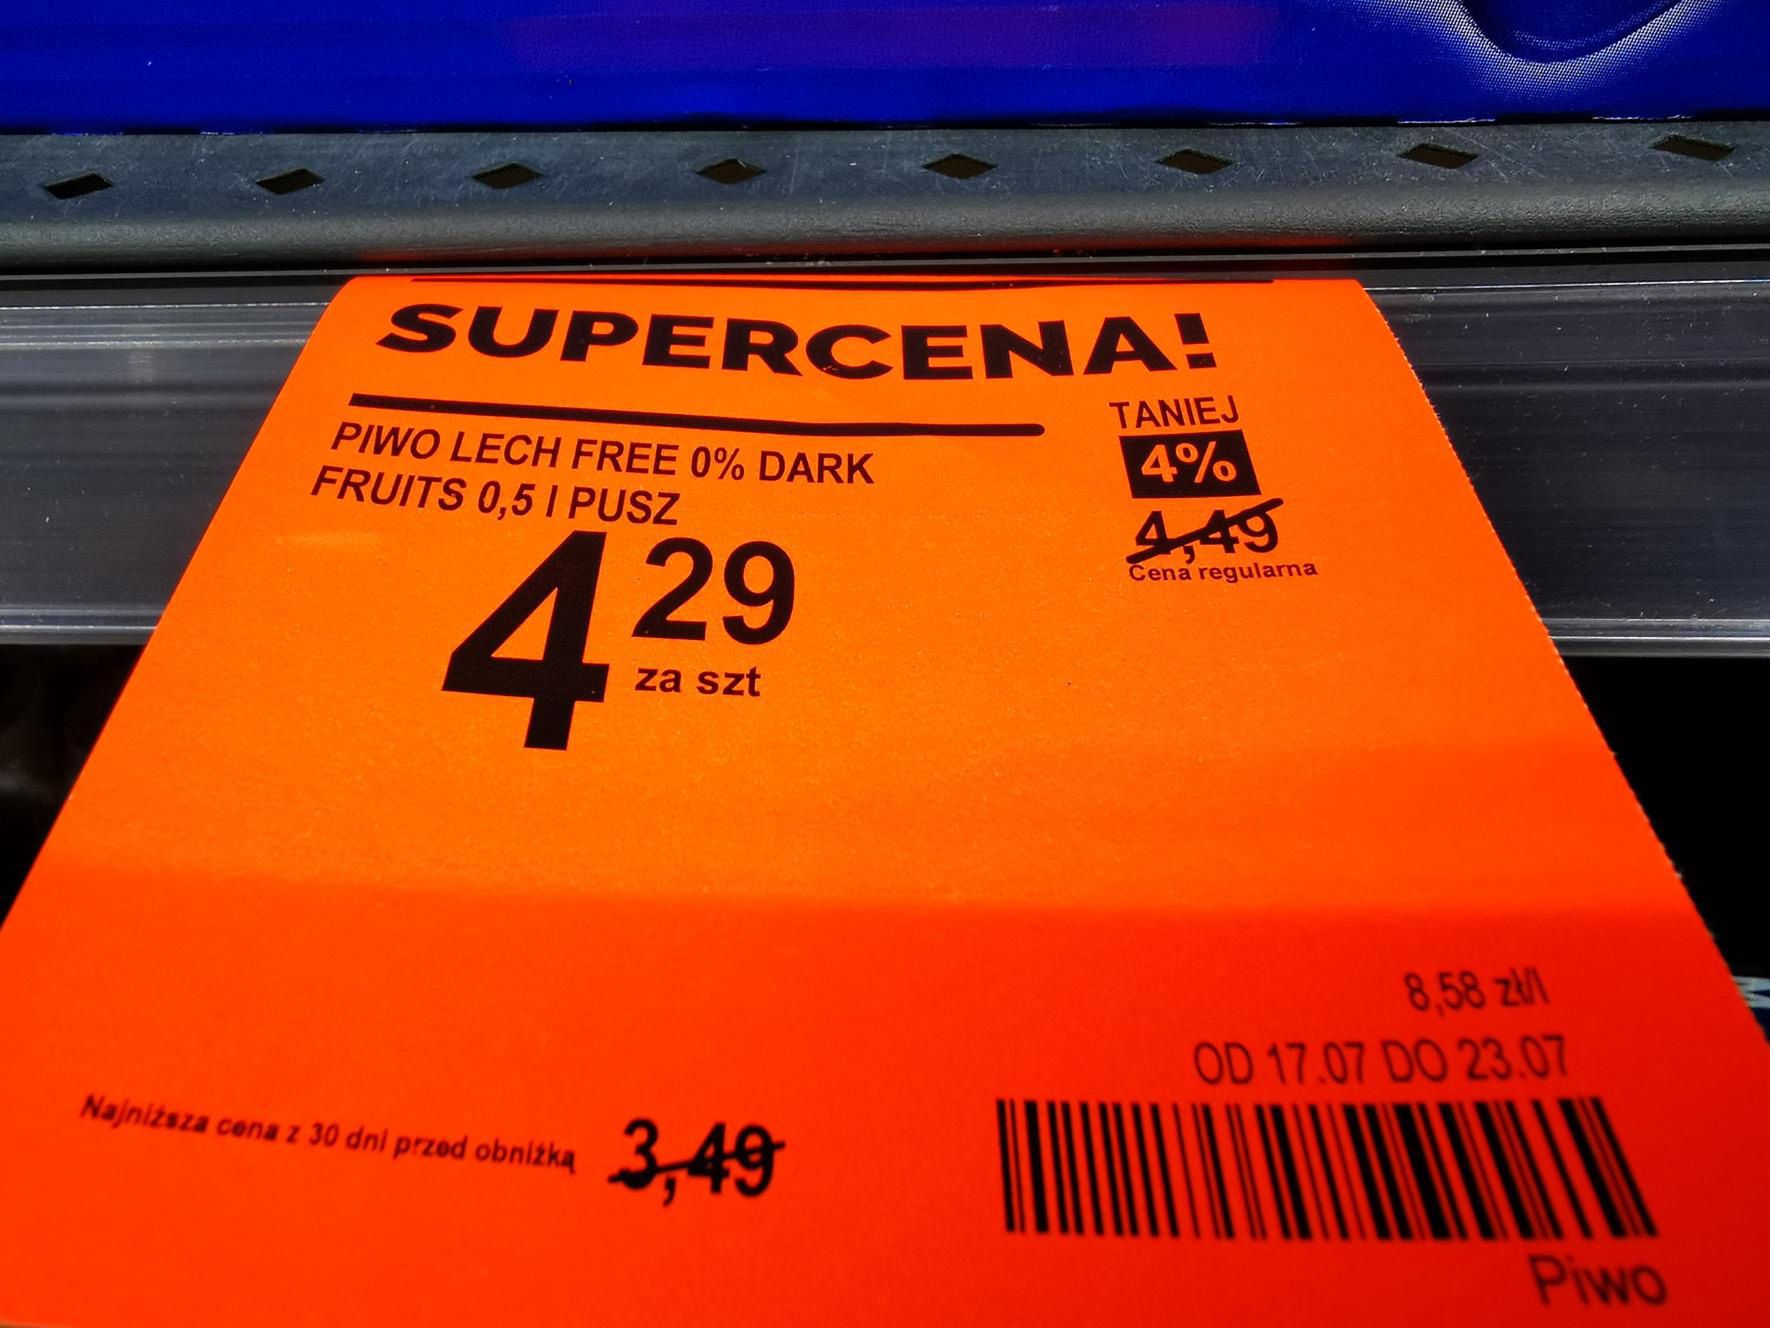 SUPERCENA!
PIWO LECH FREE 0% DARK
FRUITS 0,5 l PUSZ
4 29
za szt
TANIEJ
4%
4,49
Cena regularna
8,58 zł/l
OD 17.07 DO 23.07
Najniższa cena z 30 dni przed obniżką 3,49
Piwo